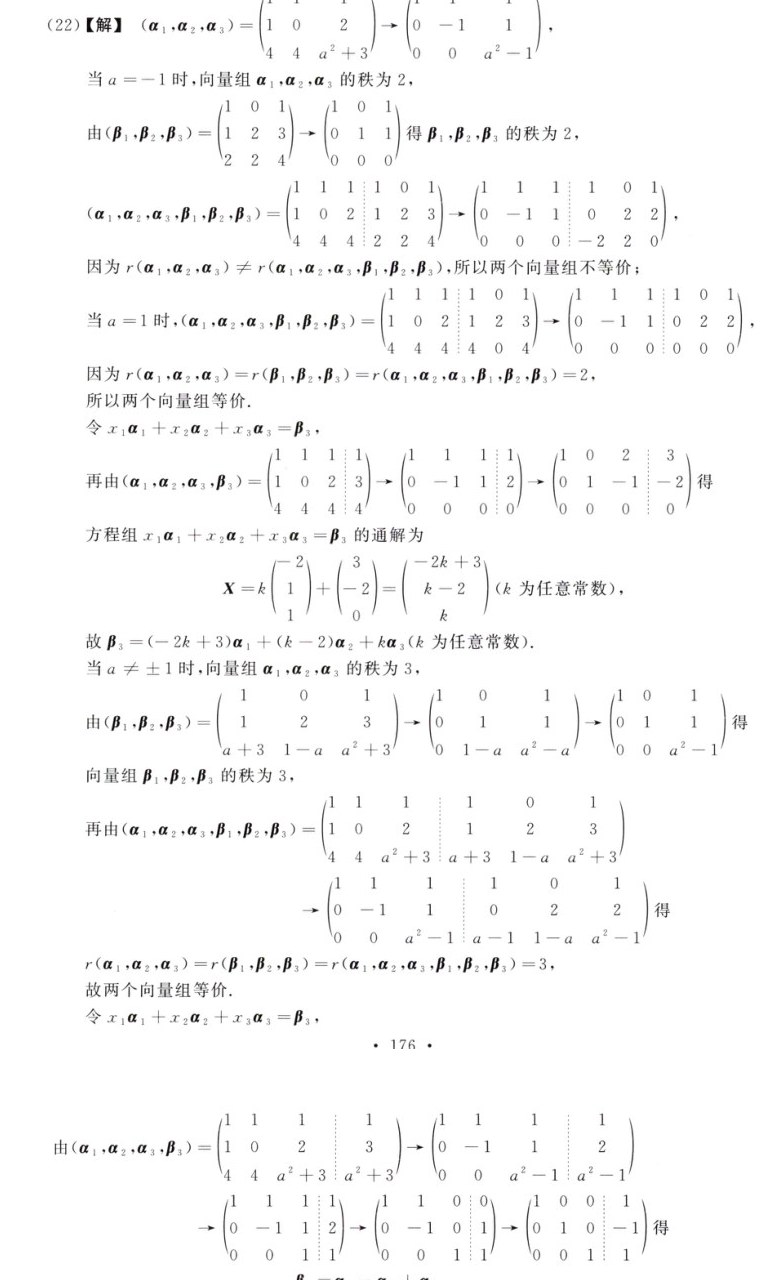 (22)【解】 (α₁,α₂,α₃)=
1 0 2
4 4 a²+3
→
0 -1 1
0 0 a²-1
,
当 a=-1 时,向量组 α₁,α₂,α₃ 的秩为 2,
由(β₁,β₂,β₃)=
1 0 1
1 2 3
2 2 4
→
1 0 1
0 1 1
0 0 0
得 β₁,β₂,β₃ 的秩为 2,
(α₁,α₂,α₃,β₁,β₂,β₃)=
1 1 1 ⋮ 1 0 1
1 0 2 ⋮ 1 2 3
4 4 4 ⋮ 2 2 4
→
1 1 1 ⋮ 1 0 1
0 -1 1 ⋮ 0 2 2
0 0 0 ⋮ -2 2 0
,
因为 r(α₁,α₂,α₃)≠r(α₁,α₂,α₃,β₁,β₂,β₃),所以两个向量组不等价;
当 a=1 时,(α₁,α₂,α₃,β₁,β₂,β₃)=
1 1 1 ⋮ 1 0 1
1 0 2 ⋮ 1 2 3
4 4 4 ⋮ 4 0 4
→
1 1 1 ⋮ 1 0 1
0 -1 1 ⋮ 0 2 2
0 0 0 ⋮ 0 0 0
,
因为 r(α₁,α₂,α₃)=r(β₁,β₂,β₃)=r(α₁,α₂,α₃,β₁,β₂,β₃)=2,
所以两个向量组等价.
令 x₁α₁+x₂α₂+x₃α₃=β₃,
再由(α₁,α₂,α₃,β₃)=
1 1 1 ⋮ 1
1 0 2 ⋮ 3
4 4 4 ⋮ 4
→
1 1 1 ⋮ 1
0 -1 1 ⋮ 2
0 0 0 ⋮ 0
→
1 0 2 ⋮ 3
0 1 -1 ⋮ -2
0 0 0 ⋮ 0
得
方程组 x₁α₁+x₂α₂+x₃α₃=β₃ 的通解为
X=k
-2
1
1
+
3
-2
0
=
-2k+3
k-2
k
(k 为任意常数),
故 β₃=(-2k+3)α₁+(k-2)α₂+kα₃(k 为任意常数).
当 a≠±1 时,向量组 α₁,α₂,α₃ 的秩为 3,
由(β₁,β₂,β₃)=
1 0 1
1 2 3
a+3 1-a a²+3
→
1 0 1
0 1 1
0 1-a a²-a
→
1 0 1
0 1 1
0 0 a²-1
得
向量组 β₁,β₂,β₃ 的秩为 3,
再由(α₁,α₂,α₃,β₁,β₂,β₃)=
1 1 1 ⋮ 1 0 1
1 0 2 ⋮ 1 2 3
4 4 a²+3 ⋮ a+3 1-a a²+3
→
1 1 1 ⋮ 1 0 1
0 -1 1 ⋮ 0 2 2
0 0 a²-1 ⋮ a-1 1-a a²-1
得
r(α₁,α₂,α₃)=r(β₁,β₂,β₃)=r(α₁,α₂,α₃,β₁,β₂,β₃)=3,
故两个向量组等价.
令 x₁α₁+x₂α₂+x₃α₃=β₃,
• 176 •
由(α₁,α₂,α₃,β₃)=
1 1 1 ⋮ 1
1 0 2 ⋮ 3
4 4 a²+3 ⋮ a²+3
→
1 1 1 ⋮ 1
0 -1 1 ⋮ 2
0 0 a²-1 ⋮ a²-1
→
1 1 1 ⋮ 1
0 -1 1 ⋮ 2
0 0 1 ⋮ 1
→
1 1 0 ⋮ 0
0 -1 0 ⋮ 1
0 0 1 ⋮ 1
→
1 0 0 ⋮ 1
0 1 0 ⋮ -1
0 0 1 ⋮ 1
得